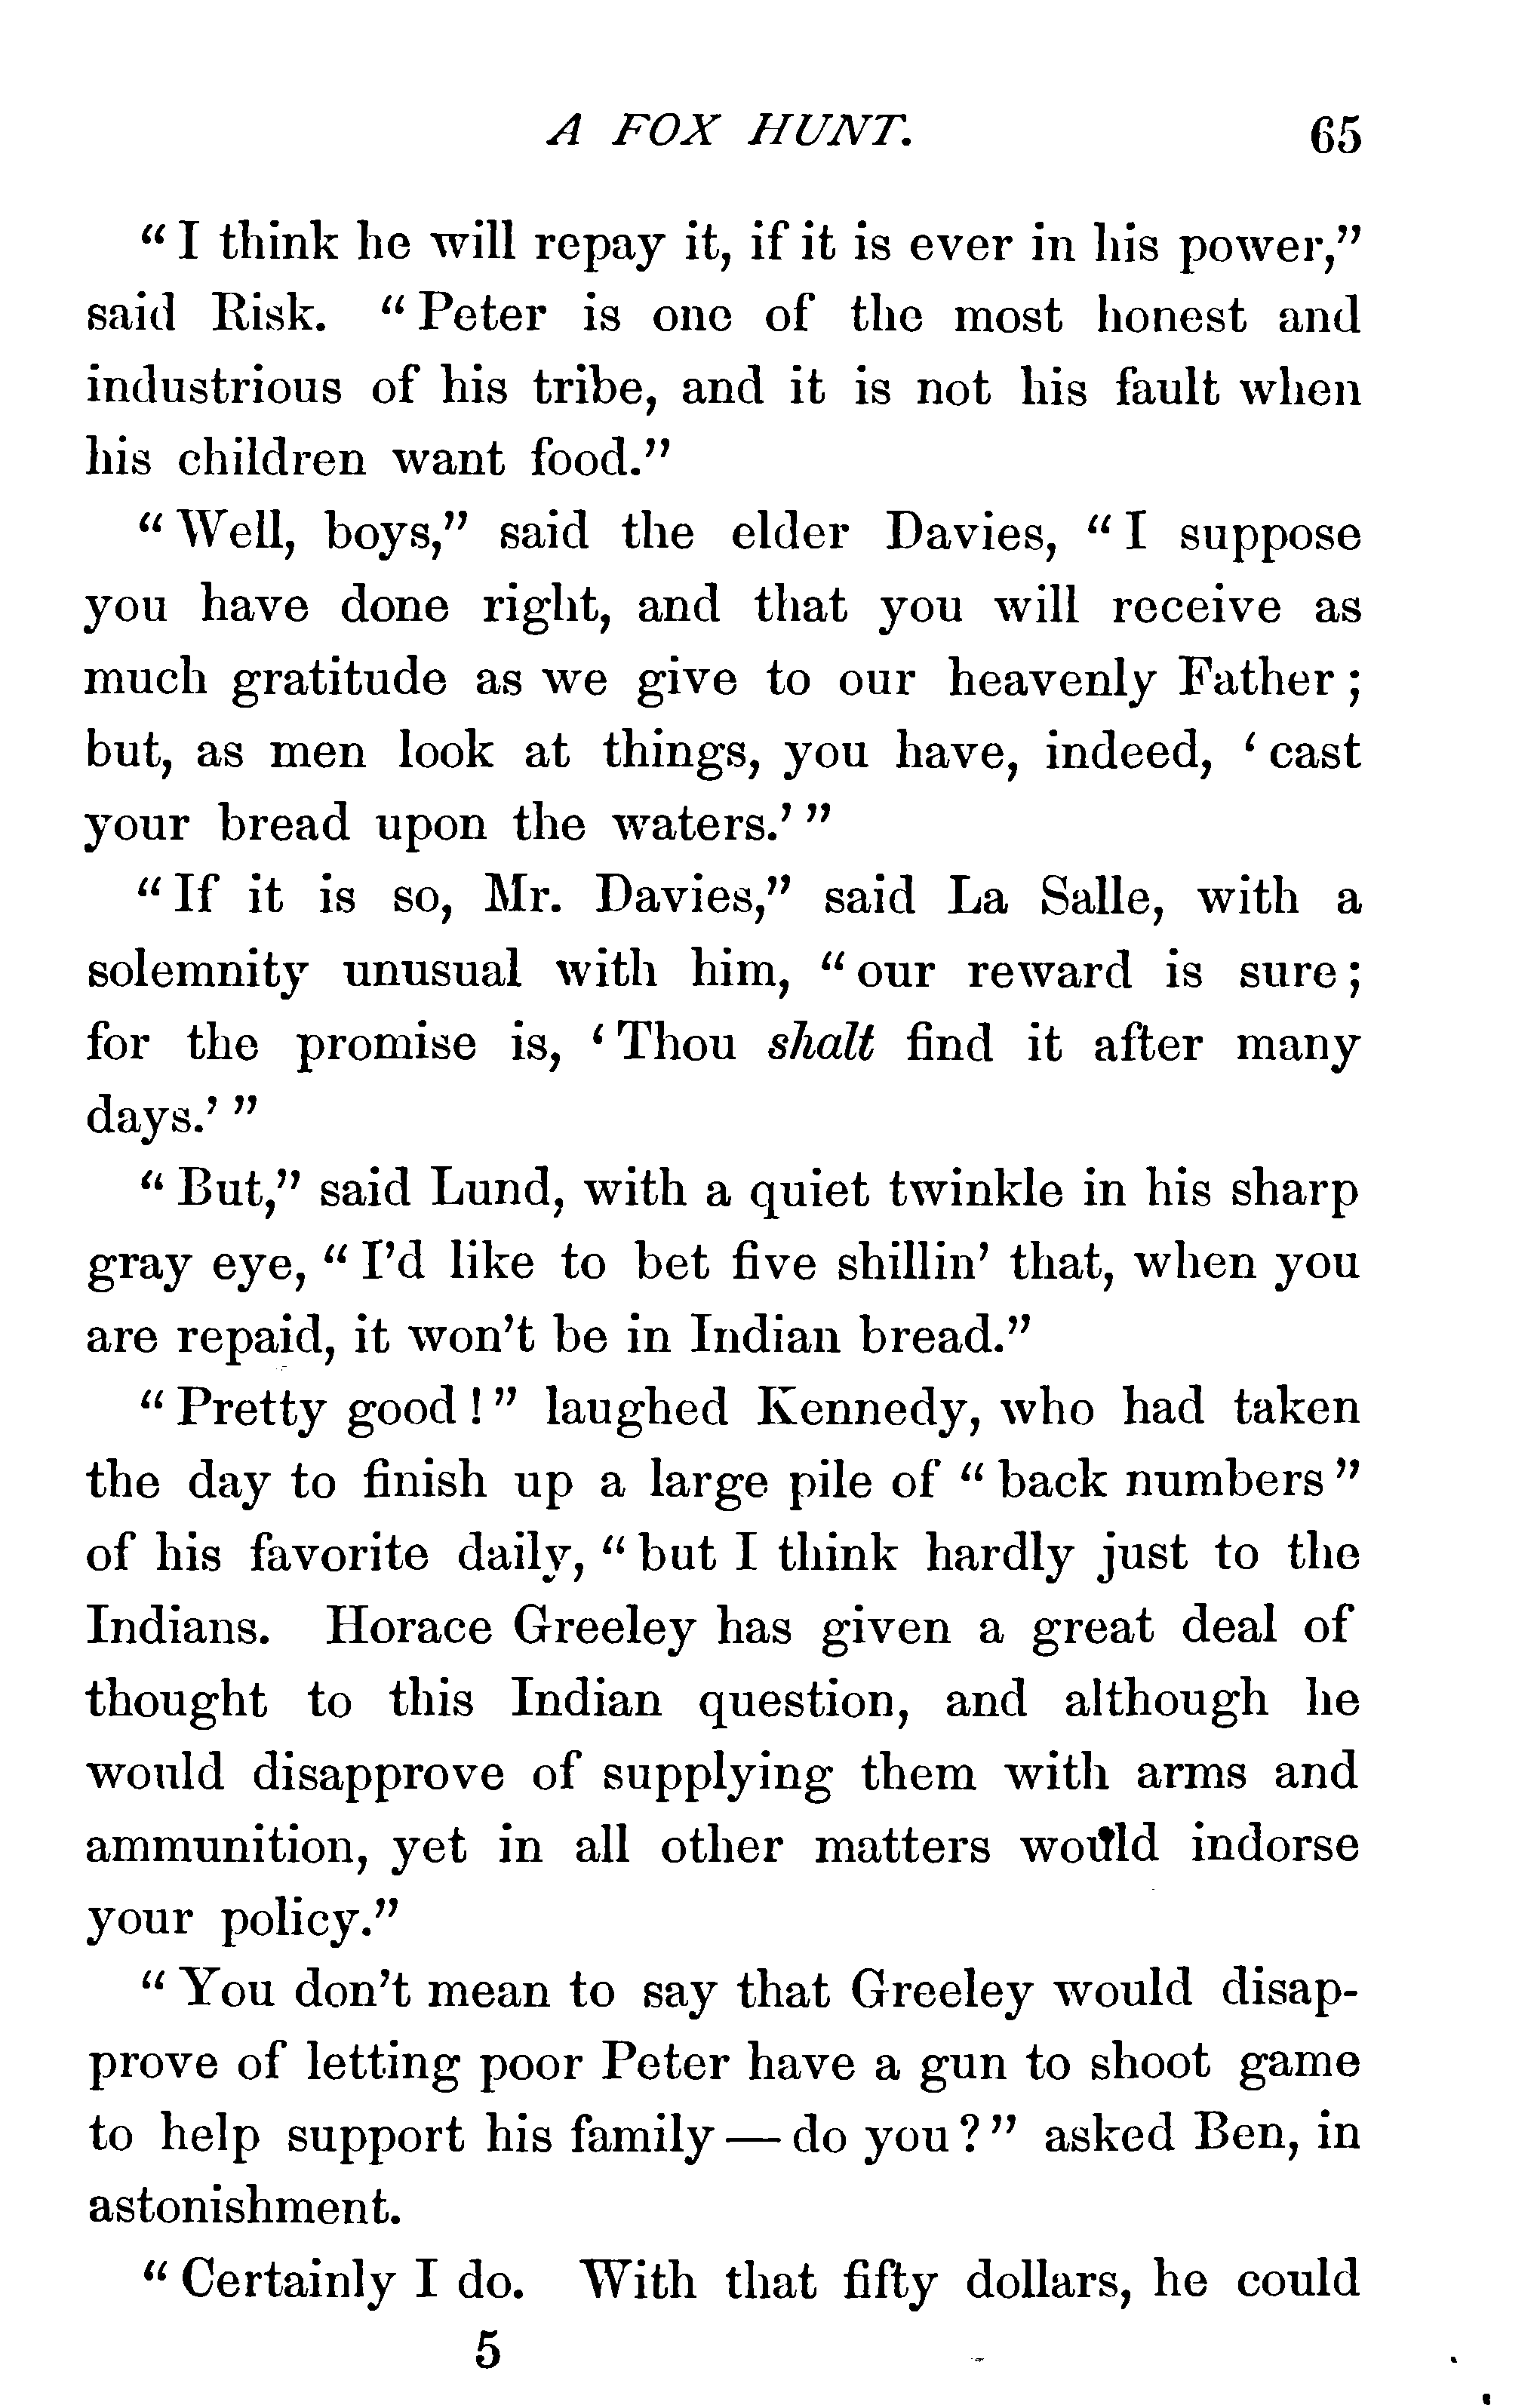 A FOX HUNT. 65
“I think he will repay it, if it is ever in his power,”
said Risk. “Peter is one of the most honest and
industrious of his tribe, and it is not his fault when
his children want food.”
“Well, boys,” said the elder Davies, “I suppose
you have done right, and that you will receive as
much gratitude as we give to our heavenly Father;
but, as men look at things, you have, indeed, ‘cast
your bread upon the waters.’”
“If it is so, Mr. Davies,” said La Salle, with a
solemnity unusual with him, “our reward is sure;
for the promise is, ‘Thou shalt find it after many
days.’”
“But,” said Lund, with a quiet twinkle in his sharp
gray eye, “I’d like to bet five shillin’ that, when you
are repaid, it won’t be in Indian bread.”
“Pretty good!” laughed Kennedy, who had taken
the day to finish up a large pile of “back numbers”
of his favorite daily, “but I think hardly just to the
Indians. Horace Greeley has given a great deal of
thought to this Indian question, and although he
would disapprove of supplying them with arms and
ammunition, yet in all other matters would indorse
your policy.”
“You don’t mean to say that Greeley would disap-
prove of letting poor Peter have a gun to shoot game
to help support his family — do you?” asked Ben, in
astonishment.
“Certainly I do. With that fifty dollars, he could
5